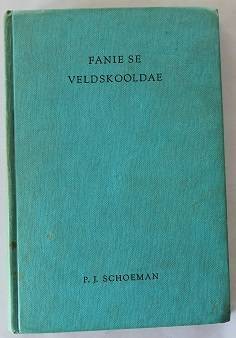 FANIE SE
VELDSKOOLDAE
P. J. SCHOEMAN